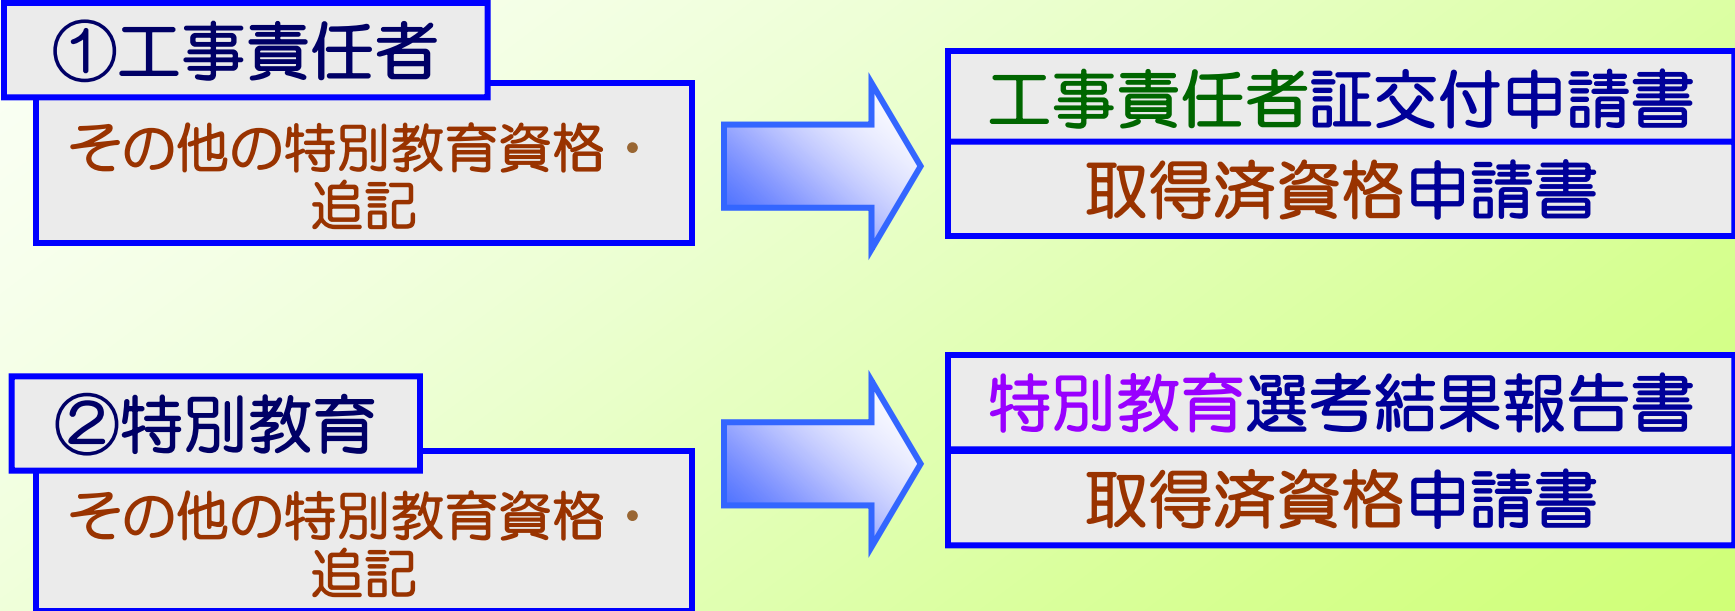 ①工事責任者
その他の特別教育資格・
追記
工事責任者証交付申請書
取得済資格申請書
②特別教育
その他の特別教育資格・
追記
特別教育選考結果報告書
取得済資格申請書